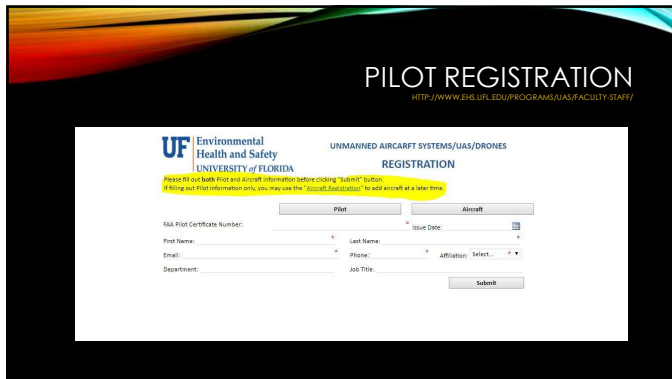 PILOT REGISTRATION
HTTP://WWW.EHS.UFL.EDU/PROGRAMS/UAS/FACULTY-STAFF/
UF Environmental
Health and Safety
UNIVERSITY of FLORIDA
UNMANNED AIRCARFT SYSTEMS/UAS/DRONES
REGISTRATION
Please fill out both Pilot and Aircraft information before clicking "Submit" button.
If filling out Pilot information only, you may use the "Aircraft Registration" to add aircraft at a later time.
Pilot Aircraft
FAA Pilot Certificate Number: * Issue Date:
First Name: * Last Name: *
Email: * Phone: * Affiliation: Select... *
Department: Job Title:
Submit